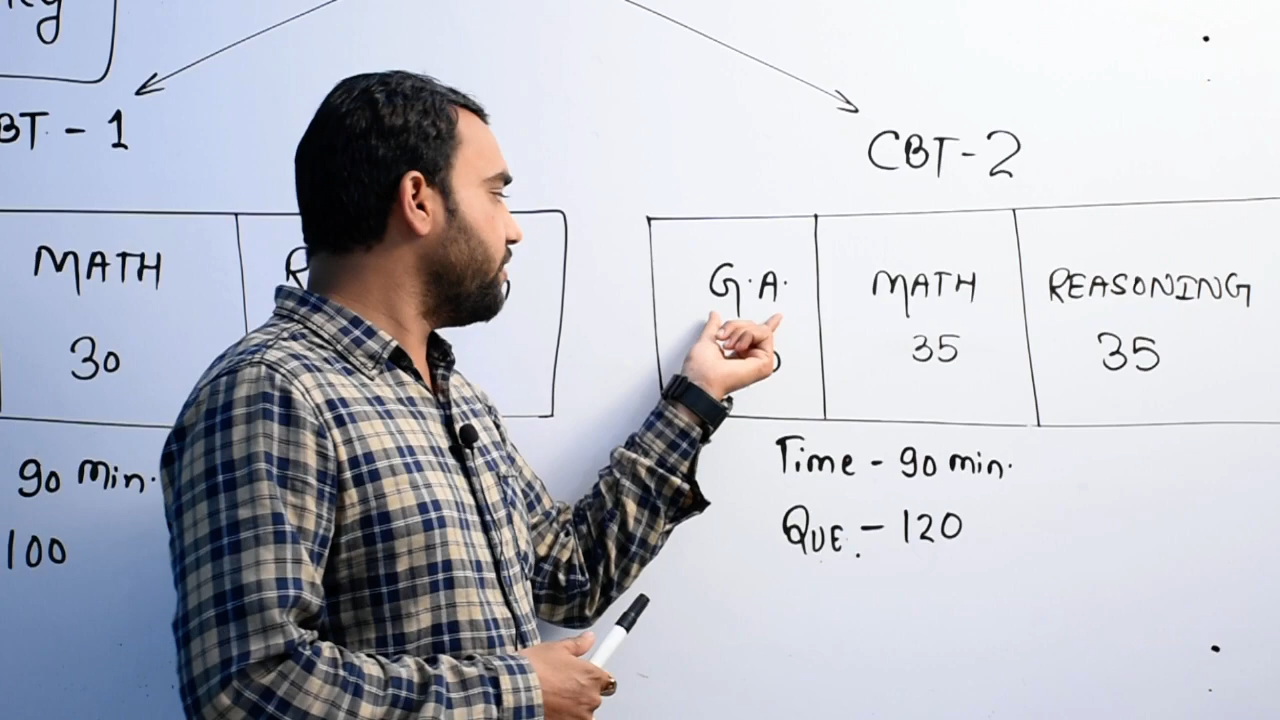 BT - 1
MATH
30
90 Min.
100
CBT-2
G.A. MATH REASONING
35 35
Time - 90 min.
QUE. - 120